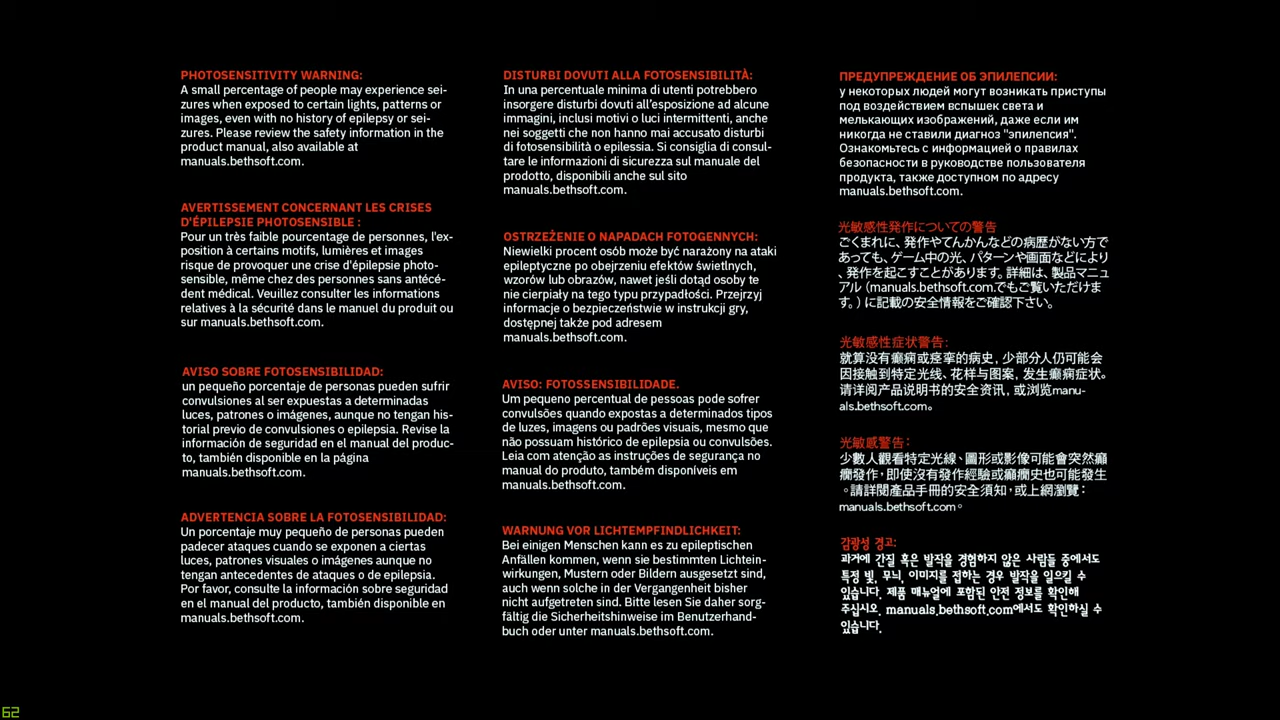 PHOTOSENSITIVITY WARNING:
A small percentage of people may experience sei-
zures when exposed to certain lights, patterns or
images, even with no history of epilepsy or sei-
zures. Please review the safety information in the
product manual, also available at
manuals.bethsoft.com.
AVERTISSEMENT CONCERNANT LES CRISES
D'ÉPILEPSIE PHOTOSENSIBLE :
Pour un très faible pourcentage de personnes, l'ex-
position à certains motifs, lumières et images
risque de provoquer une crise d'épilepsie photo-
sensible, même chez des personnes sans antécé-
dent médical. Veuillez consulter les informations
relatives à la sécurité dans le manuel du produit ou
sur manuals.bethsoft.com.
AVISO SOBRE FOTOSENSIBILIDAD:
un pequeño porcentaje de personas pueden sufrir
convulsiones al ser expuestas a determinadas
luces, patrones o imágenes, aunque no tengan his-
torial previo de convulsiones o epilepsia. Revise la
información de seguridad en el manual del produc-
to, también disponible en la página
manuals.bethsoft.com.
ADVERTENCIA SOBRE LA FOTOSENSIBILIDAD:
Un porcentaje muy pequeño de personas pueden
padecer ataques cuando se exponen a ciertas
luces, patrones visuales o imágenes aunque no
tengan antecedentes de ataques o de epilepsia.
Por favor, consulte la información sobre seguridad
en el manual del producto, también disponible en
manuals.bethsoft.com.
DISTURBI DOVUTI ALLA FOTOSENSIBILITÀ:
In una percentuale minima di utenti potrebbero
insorgere disturbi dovuti all'esposizione ad alcune
immagini, inclusi motivi o luci intermittenti, anche
nei soggetti che non hanno mai accusato disturbi
di fotosensibilità o epilessia. Si consiglia di consul-
tare le informazioni di sicurezza sul manuale del
prodotto, disponibili anche sul sito
manuals.bethsoft.com.
OSTRZEŻENIE O NAPADACH FOTOGENNYCH:
Niewielki procent osób może być narażony na ataki
epileptyczne po obejrzeniu efektów świetlnych,
wzorów lub obrazów, nawet jeśli dotąd osoby te
nie cierpiały na tego typu przypadłości. Przejrzyj
informacje o bezpieczeństwie w instrukcji gry,
dostępnej także pod adresem
manuals.bethsoft.com.
AVISO: FOTOSSENSIBILIDADE.
Um pequeno percentual de pessoas pode sofrer
convulsões quando expostas a determinados tipos
de luzes, imagens ou padrões visuais, mesmo que
não possuam histórico de epilepsia ou convulsões.
Leia com atenção as instruções de segurança no
manual do produto, também disponíveis em
manuals.bethsoft.com.
WARNUNG VOR LICHTEMPFINDLICHKEIT:
Bei einigen Menschen kann es zu epileptischen
Anfällen kommen, wenn sie bestimmten Lichtein-
wirkungen, Mustern oder Bildern ausgesetzt sind,
auch wenn solche in der Vergangenheit bisher
nicht aufgetreten sind. Bitte lesen Sie daher sorg-
fältig die Sicherheitshinweise im Benutzerhand-
buch oder unter manuals.bethsoft.com.
ПРЕДУПРЕЖДЕНИЕ ОБ ЭПИЛЕПСИИ:
у некоторых людей могут возникать приступы
под воздействием вспышек света и
мелькающих изображений, даже если им
никогда не ставили диагноз "эпилепсия".
Ознакомьтесь с информацией о правилах
безопасности в руководстве пользователя
продукта, также доступном по адресу
manuals.bethsoft.com.
光敏感性発作についての警告
ごくまれに、発作やてんかんなどの病歴がない方で
あっても、ゲーム中の光、パターンや画面などにより
、発作を起こすことがあります。詳細は、製品マニュ
アル (manuals.bethsoft.comでもご覧いただけま
す。) に記載の安全情報をご確認下さい。
光敏感性症状警告:
就算没有癫痫或痉挛的病史, 少部分人仍可能会
因接触到特定光线、花样与图案, 发生癫痫症状。
请详阅产品说明书的安全资讯, 或浏览manu-
als.bethsoft.com。
光敏感警告:
少數人觀看特定光線、圖形或影像可能會突然癲
癇發作,即使沒有發作經驗或癲癇史也可能發生
。請詳閱產品手冊的安全須知,或上網瀏覽:
manuals.bethsoft.com。
감광성 경고:
과거에 간질 혹은 발작을 경험하지 않은 사람들 중에서도
특정 빛, 무늬, 이미지를 접하는 경우 발작을 일으킬 수
있습니다. 제품 매뉴얼에 포함된 안전 정보를 확인해
주십시오. manuals.bethsoft.com에서도 확인하실 수
있습니다.
62